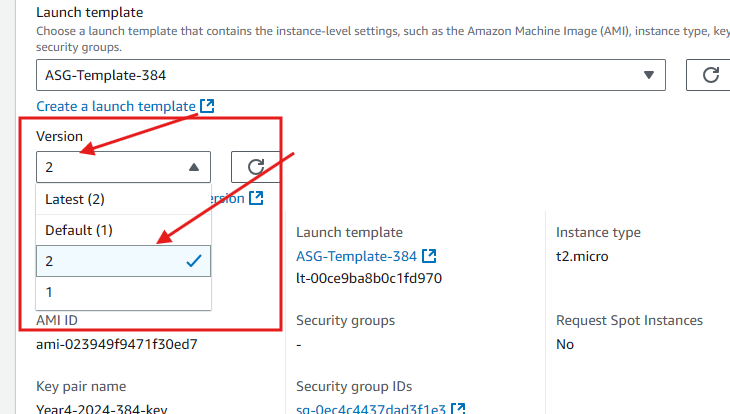 Launch template
Choose a launch template that contains the instance-level settings, such as the Amazon Machine Image (AMI), instance type, key
security groups.
ASG-Template-384
Create a launch template
Version
2
Latest (2)
ersion
Default (1)
2
1
Launch template
ASG-Template-384
lt-00ce9ba8b0c1fd970
Instance type
t2.micro
AMI ID
ami-023949f9471f30ed7
Security groups
-
Request Spot Instances
No
Key pair name
Year4-2024-384-key
Security group IDs
sg-0ec4c4437dad3f1e3